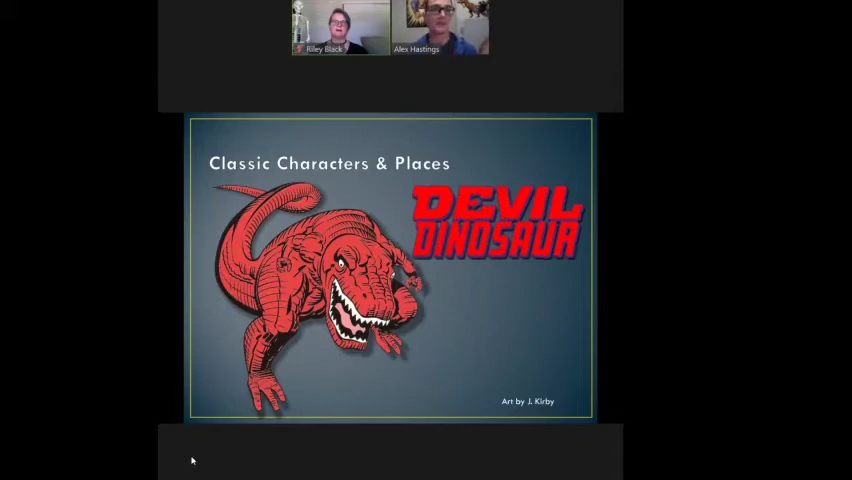 Riley Black
Alex Hastings
Classic Characters & Places
DEVIL
DINOSAUR
Art by J. Kirby